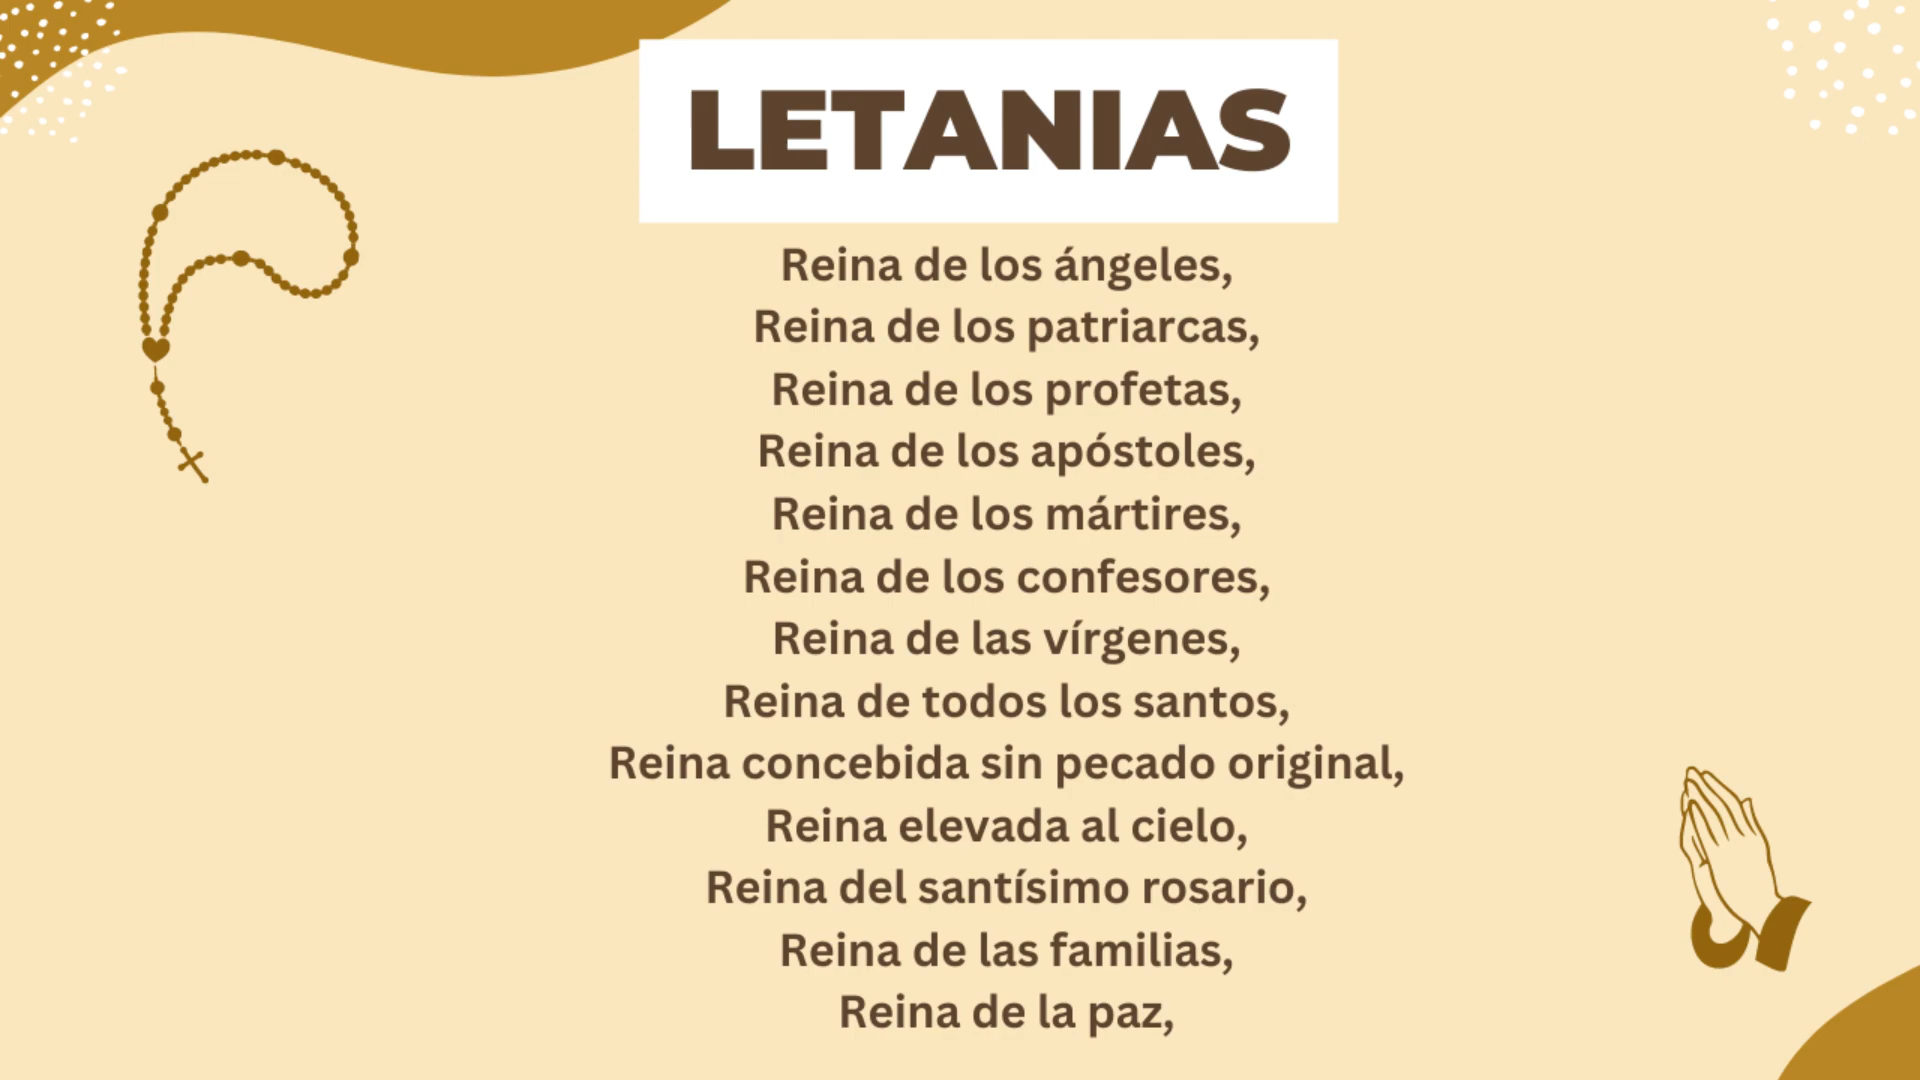 LETANIAS
Reina de los ángeles,
Reina de los patriarcas,
Reina de los profetas,
Reina de los apóstoles,
Reina de los mártires,
Reina de los confesores,
Reina de las vírgenes,
Reina de todos los santos,
Reina concebida sin pecado original,
Reina elevada al cielo,
Reina del santísimo rosario,
Reina de las familias,
Reina de la paz,